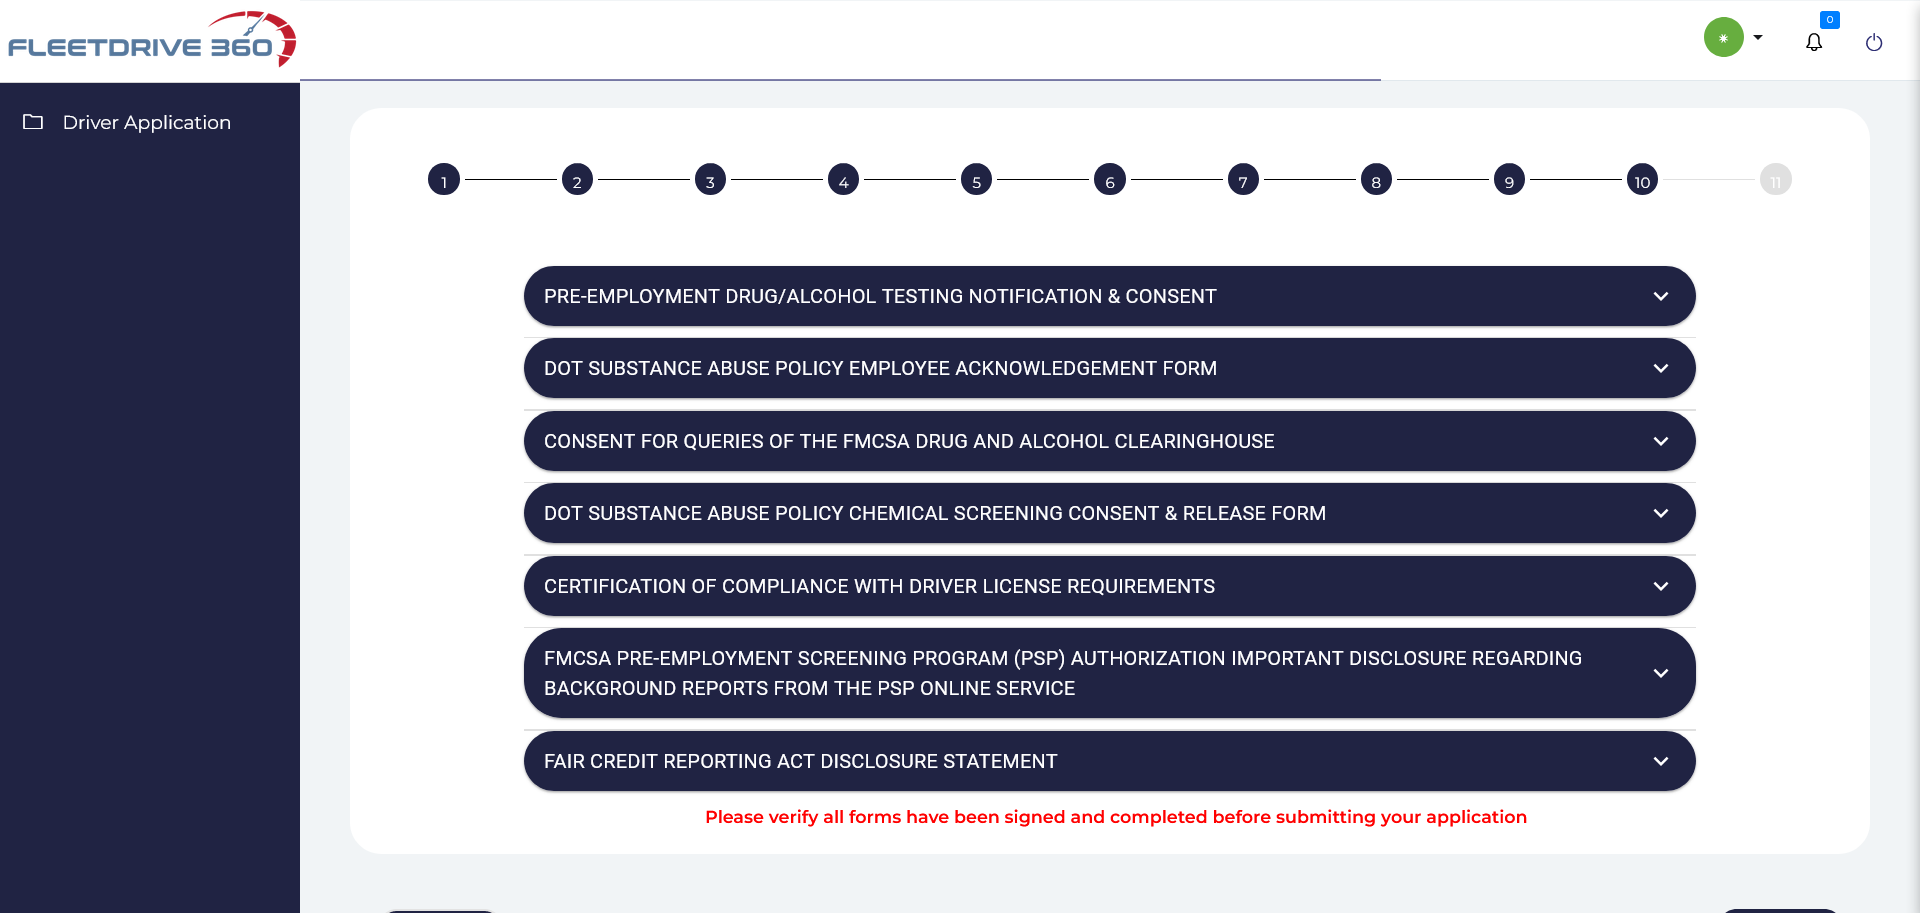 FLEETDRIVE 360
0
Driver Application
1 2 3 4 5 6 7 8 9 10 11
PRE-EMPLOYMENT DRUG/ALCOHOL TESTING NOTIFICATION & CONSENT
DOT SUBSTANCE ABUSE POLICY EMPLOYEE ACKNOWLEDGEMENT FORM
CONSENT FOR QUERIES OF THE FMCSA DRUG AND ALCOHOL CLEARINGHOUSE
DOT SUBSTANCE ABUSE POLICY CHEMICAL SCREENING CONSENT & RELEASE FORM
CERTIFICATION OF COMPLIANCE WITH DRIVER LICENSE REQUIREMENTS
FMCSA PRE-EMPLOYMENT SCREENING PROGRAM (PSP) AUTHORIZATION IMPORTANT DISCLOSURE REGARDING
BACKGROUND REPORTS FROM THE PSP ONLINE SERVICE
FAIR CREDIT REPORTING ACT DISCLOSURE STATEMENT
Please verify all forms have been signed and completed before submitting your application